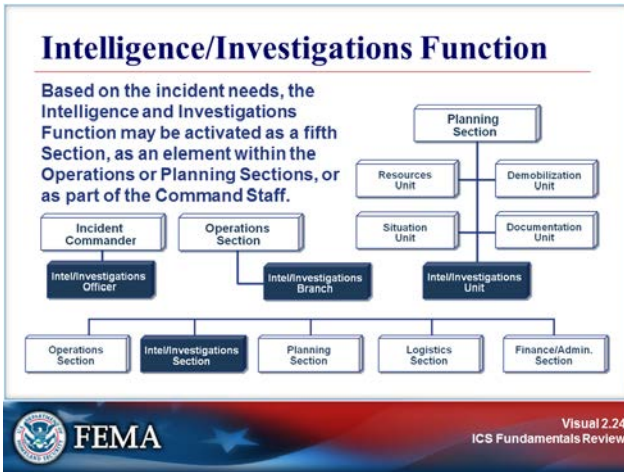 Intelligence/Investigations Function
Based on the incident needs, the
Intelligence and Investigations
Function may be activated as a fifth
Section, as an element within the
Operations or Planning Sections, or
as part of the Command Staff.
Planning
Section
Resources
Unit
Demobilization
Unit
Situation
Unit
Documentation
Unit
Intel/Investigations
Unit
Incident
Commander
Intel/Investigations
Officer
Operations
Section
Intel/Investigations
Branch
Operations
Section
Intel/Investigations
Section
Planning
Section
Logistics
Section
Finance/Admin.
Section
FEMA
Visual 2.24
ICS Fundamentals Review